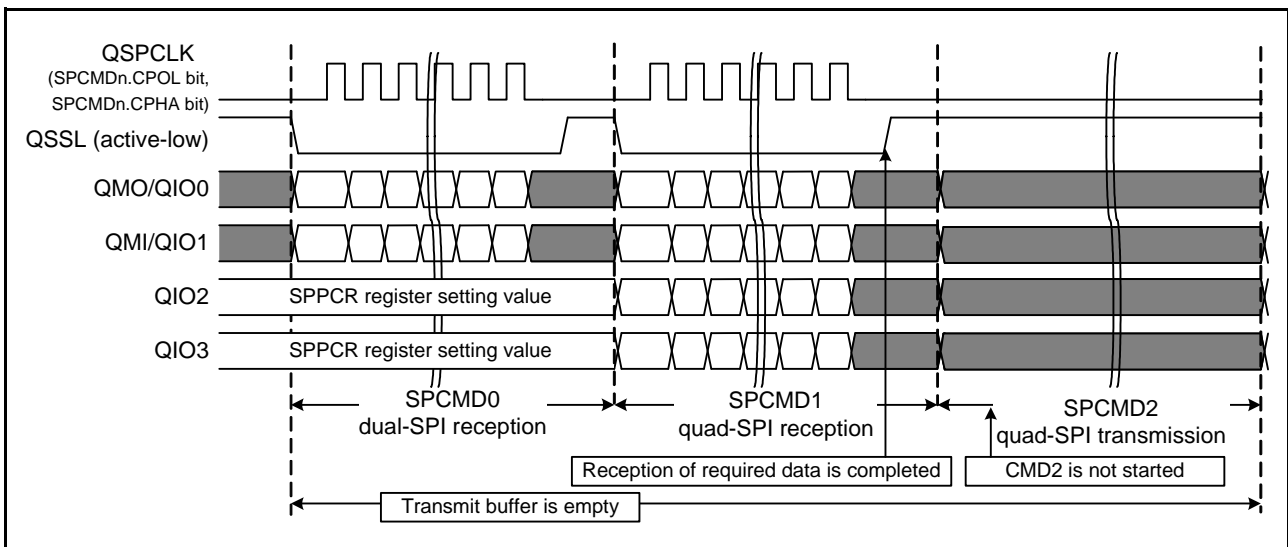 QSPCLK
(SPCMDn.CPOL bit,
SPCMDn.CPHA bit)
QSSL (active-low)
QMO/QIO0
QMI/QIO1
QIO2
SPPCR register setting value
QIO3
SPPCR register setting value
SPCMD0
dual-SPI reception
SPCMD1
quad-SPI reception
SPCMD2
quad-SPI transmission
Reception of required data is completed
CMD2 is not started
Transmit buffer is empty